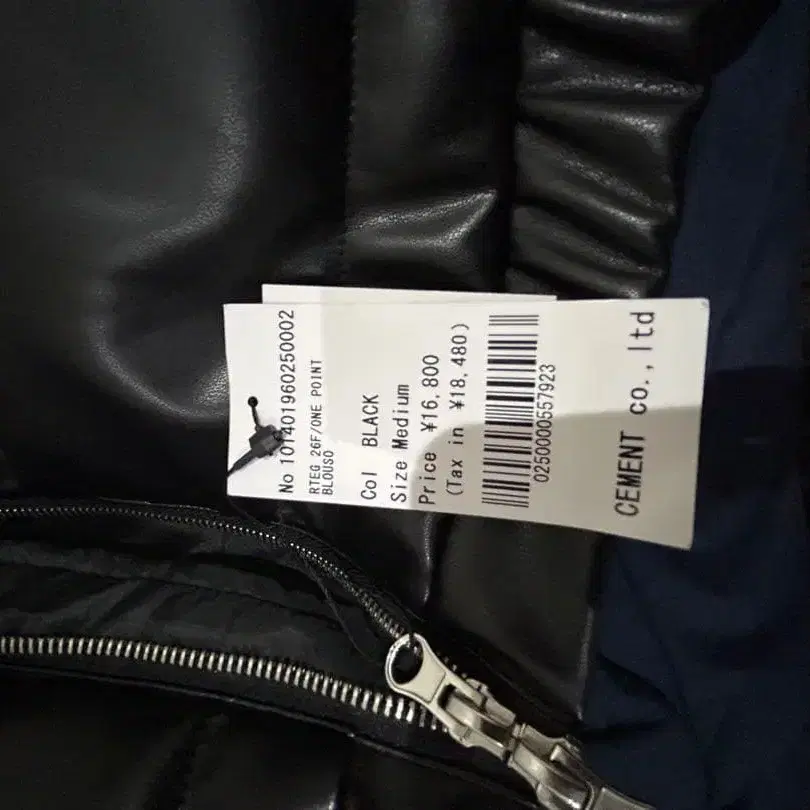 No 101401960250002
RTEG 26F/ONE POINT
BLOUSO
Col BLACK
Size Medium
Price ¥16,800
(Tax in ¥18,480)
0250000557923
CEMENT co.,ltd